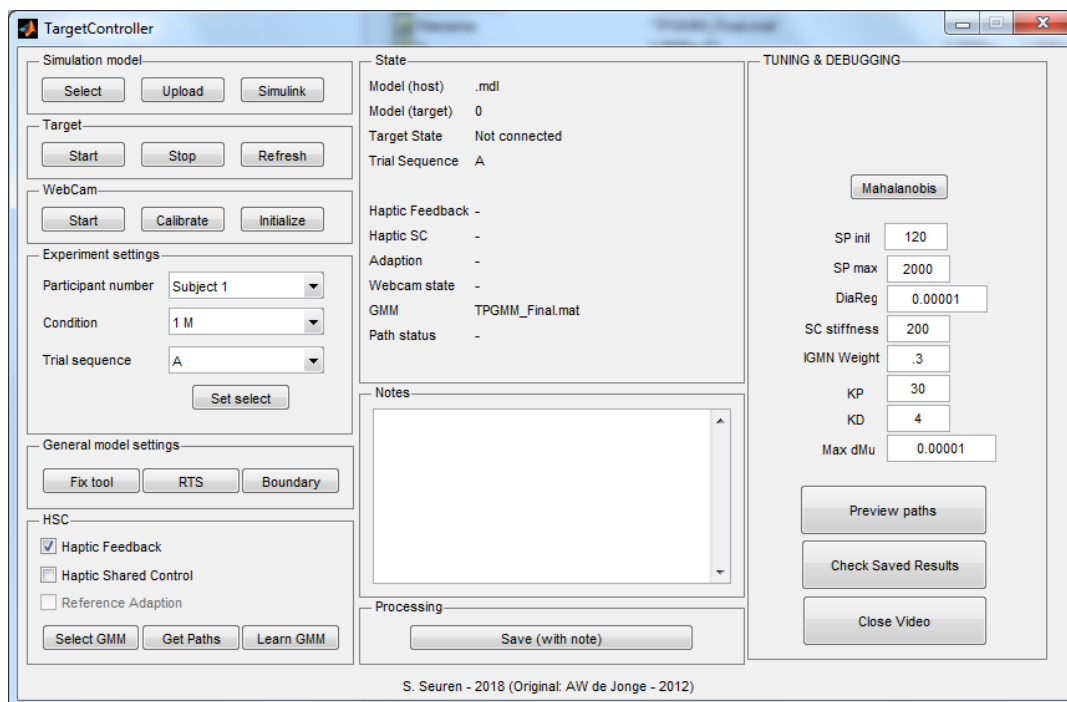 TargetController
Simulation model
Select Upload Simulink
Target
Start Stop Refresh
WebCam
Start Calibrate Initialize
Experiment settings
Participant number Subject 1
Condition 1 M
Trial sequence A
Set select
General model settings
Fix tool RTS Boundary
HSC
Haptic Feedback
Haptic Shared Control
Reference Adaption
Select GMM Get Paths Learn GMM
State
Model (host) .mdl
Model (target) 0
Target State Not connected
Trial Sequence A
Haptic Feedback -
Haptic SC -
Adaption -
Webcam state -
GMM TPGMM_Final.mat
Path status -
Notes
Processing
Save (with note)
TUNING & DEBUGGING
Mahalanobis
SP init 120
SP max 2000
DiaReg 0.00001
SC stiffness 200
IGMN Weight .3
KP 30
KD 4
Max dMu 0.00001
Preview paths
Check Saved Results
Close Video
S. Seuren - 2018 (Original: AW de Jonge - 2012)